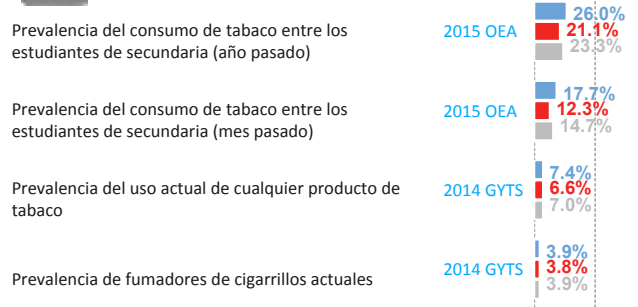 Prevalencia del consumo de tabaco entre los
estudiantes de secundaria (año pasado)
2015 OEA
26.0%
21.1%
23.3%
Prevalencia del consumo de tabaco entre los
estudiantes de secundaria (mes pasado)
2015 OEA
17.7%
12.3%
14.7%
Prevalencia del uso actual de cualquier producto de
tabaco
2014 GYTS
7.4%
6.6%
7.0%
Prevalencia de fumadores de cigarrillos actuales
2014 GYTS
3.9%
3.8%
3.9%